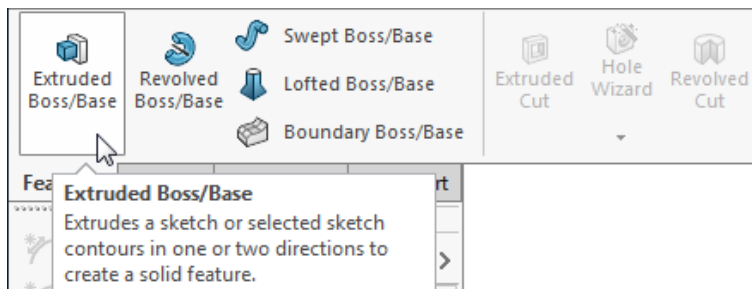 Extruded
Boss/Base
Revolved
Boss/Base
Swept Boss/Base
Lofted Boss/Base
Boundary Boss/Base
Extruded
Cut
Hole
Wizard
Revolved
Cut
Fea
rt
Extruded Boss/Base
Extrudes a sketch or selected sketch
contours in one or two directions to
create a solid feature.